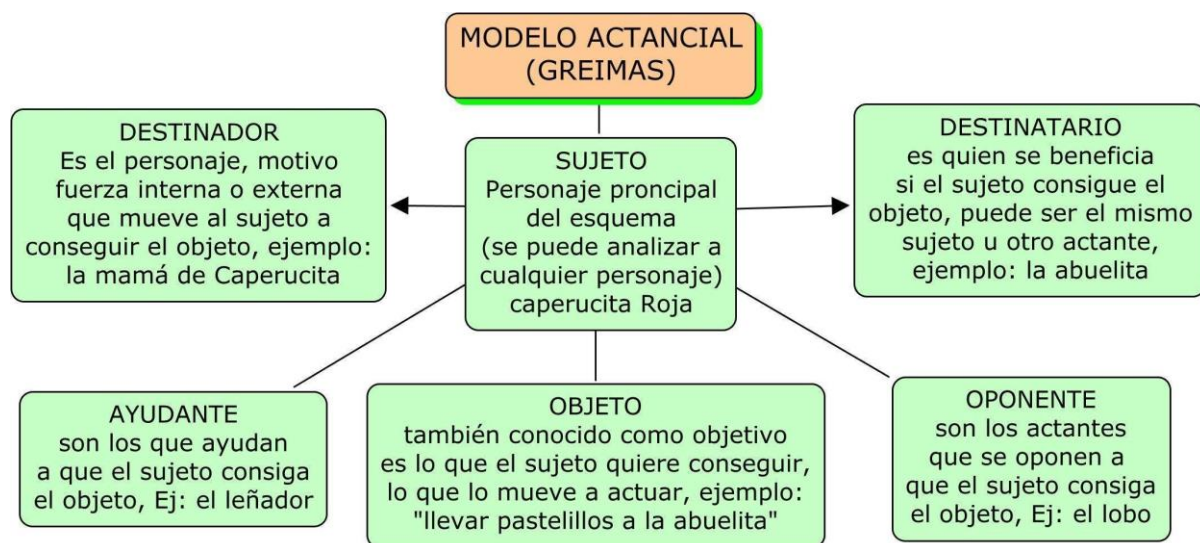 MODELO ACTANCIAL
(GREIMAS)
DESTINADOR
Es el personaje, motivo
fuerza interna o externa
que mueve al sujeto a
conseguir el objeto, ejemplo:
la mamá de Caperucita
SUJETO
Personaje proncipal
del esquema
(se puede analizar a
cualquier personaje)
caperucita Roja
DESTINATARIO
es quien se beneficia
si el sujeto consigue el
objeto, puede ser el mismo
sujeto u otro actante,
ejemplo: la abuelita
AYUDANTE
son los que ayudan
a que el sujeto consiga
el objeto, Ej: el leñador
OBJETO
también conocido como objetivo
es lo que el sujeto quiere conseguir,
lo que lo mueve a actuar, ejemplo:
"llevar pastelillos a la abuelita"
OPONENTE
son los actantes
que se oponen a
que el sujeto consiga
el objeto, Ej: el lobo